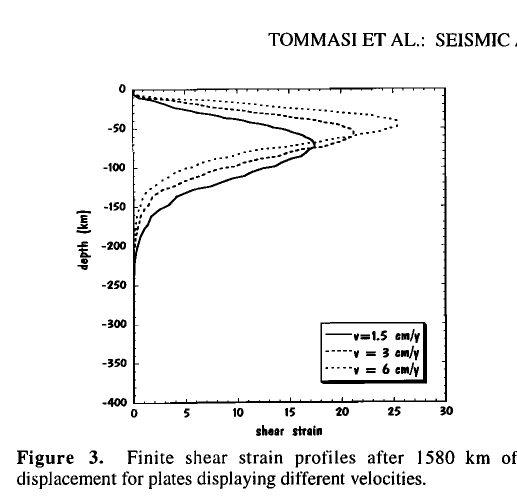 TOMMASI ET AL.: SEISMIC
0
-50
-100
-150
-200
-250
-300
-350
-400
depth (km)
v=1.5 cm/y
v = 3 cm/y
v = 6 cm/y
0 5 10 15 20 25 30
shear strain
Figure 3. Finite shear strain profiles after 1580 km of
displacement for plates displaying different velocities.